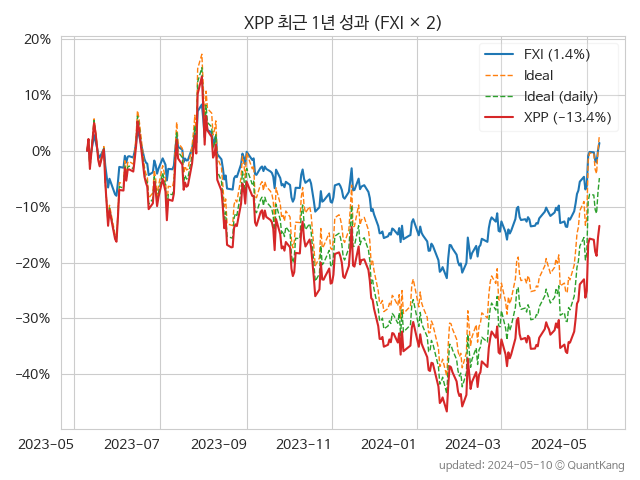 XPP 최근 1년 성과 (FXI × 2)
20%
10%
0%
−10%
−20%
−30%
−40%
FXI (1.4%)
Ideal
Ideal (daily)
XPP (−13.4%)
2023-05
2023-07
2023-09
2023-11
2024-01
2024-03
2024-05
updated: 2024-05-10 ⓒ QuantKang